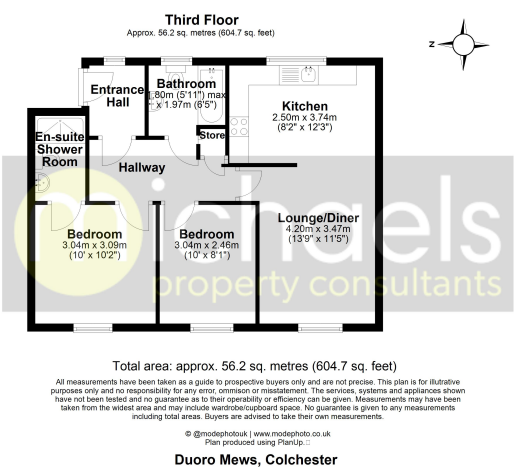 Third Floor
Approx. 56.2 sq. metres (604.7 sq. feet)
N
Entrance
Hall
Bathroom
.80m (5'11") max
x 1.97m (6'5")
Kitchen
2.50m x 3.74m
(8'2" x 12'3")
Store
En-suite
Shower
Room
Hallway
michaels
property consultants
Bedroom
3.04m x 3.09m
(10' x 10'2")
Bedroom
3.04m x 2.46m
(10' x 8'1")
Lounge/Diner
4.20m x 3.47m
(13'9" x 11'5")
Total area: approx. 56.2 sq. metres (604.7 sq. feet)
All measurements have been taken as a guide to prospective buyers only and are not precise. This plan is for illutrative
purposes only and no responsibility for any error, ommison or misstatement. The services, systems and appliances shown
have not been tested and no guarantee as to their operability or efficiency can be given. Measurements may have been
taken from the widest area and may include wardrobe/cupboard space. No guarantee is given to any measurements
including total areas. Buyers are advised to take their own measurements.
© @modephotouk | www.modephoto.co.uk
Plan produced using PlanUp.
Duoro Mews, Colchester